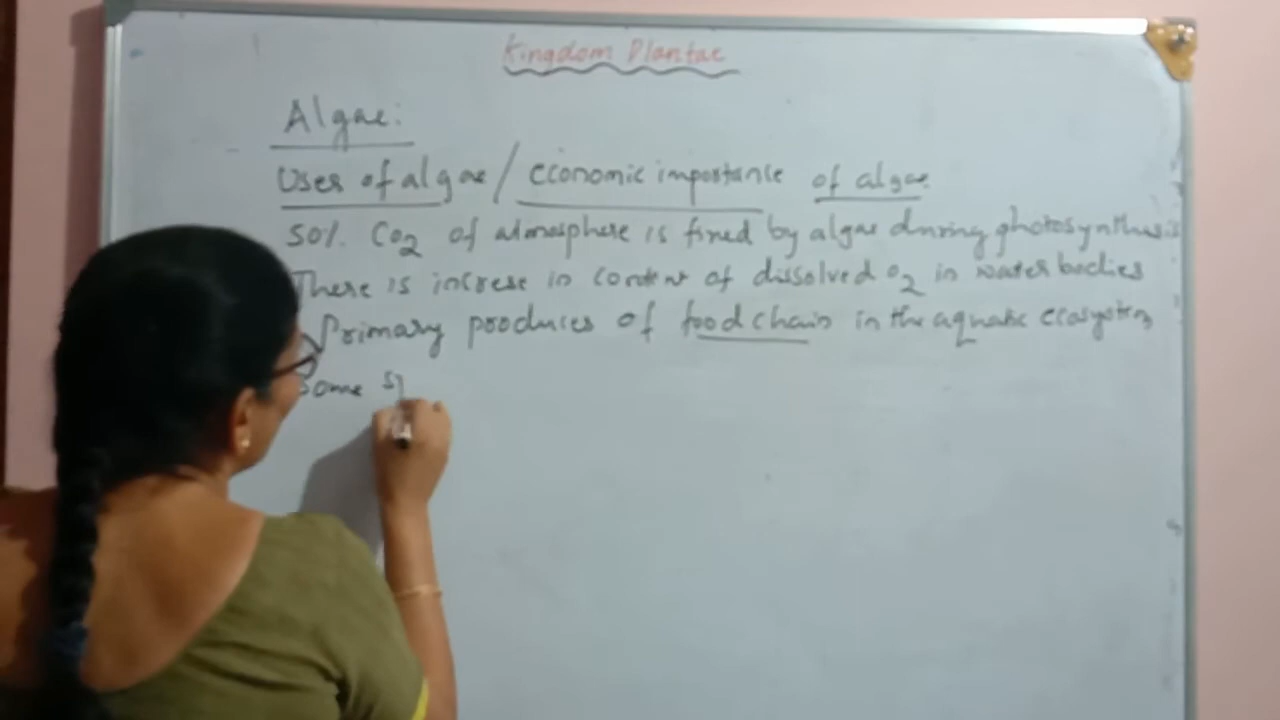 Kingdom Plantae
Algae:
Uses of algae / economic importance of algae.
50% CO2 of atmosphere is fixed by algae during photosynthesis
There is increse in content of dissolved O2 in water bodies
Primary produces of food chain in the aquatic ecosystem
Some